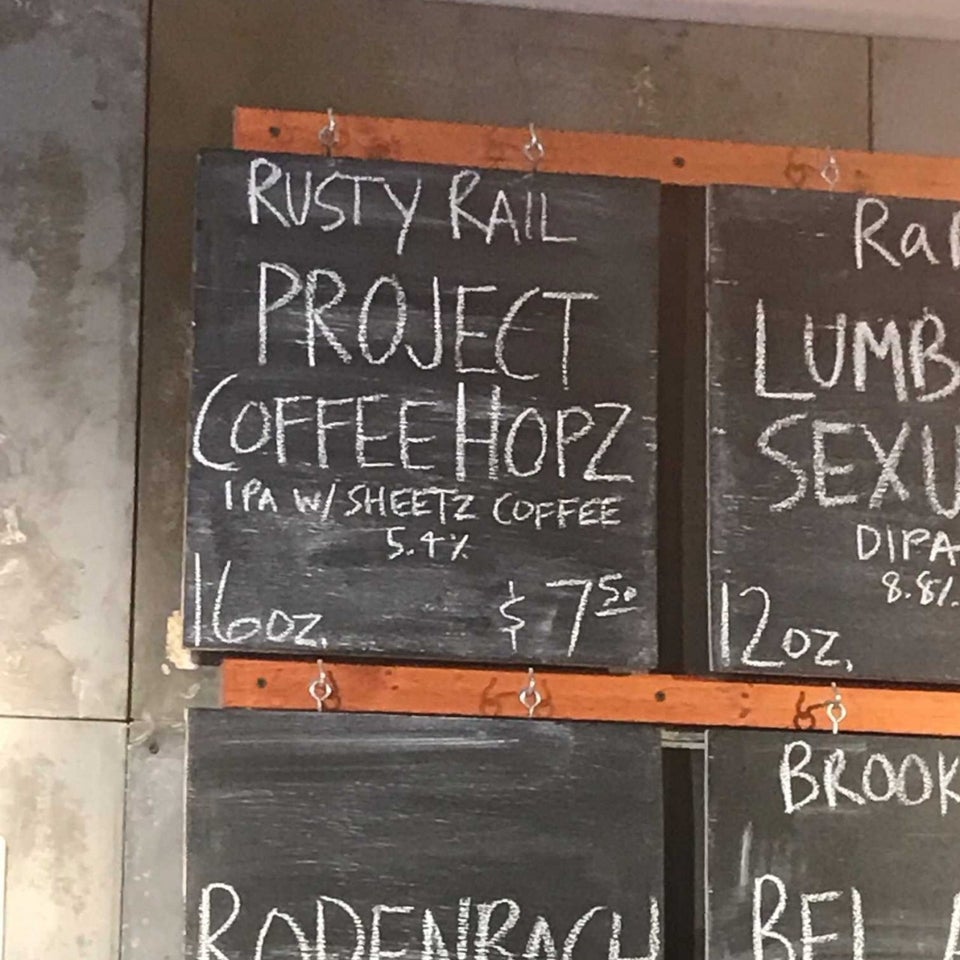 RUSTY RAIL
PROJECT
COFFEE HOPZ
IPA W/ SHEETZ COFFEE
5.4%
16oz. $7.50
LUMB
SEXU
DIPA
8.8%.
12oz.
RODENBACH
BROOK
BEL A